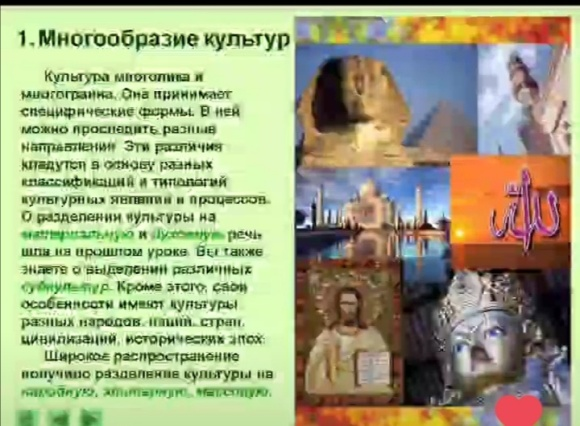 1. Многообразие культур
Культура многолика и
многогранна. Она принимает
специфические формы. В ней
можно проследить разные
направления. Эти различия
кладутся в основу разных
классификаций и типологий
культурных явлений и процессов.
О разделении культуры на
материальную и духовную речь
шла на прошлом уроке. Вы также
знаете о выделении различных
субкультур. Кроме этого, свои
особенности имеют культуры
разных народов, наций, стран,
цивилизаций, исторических эпох.
Широкое распространение
получило разделение культуры на
народную, элитарную, массовую.